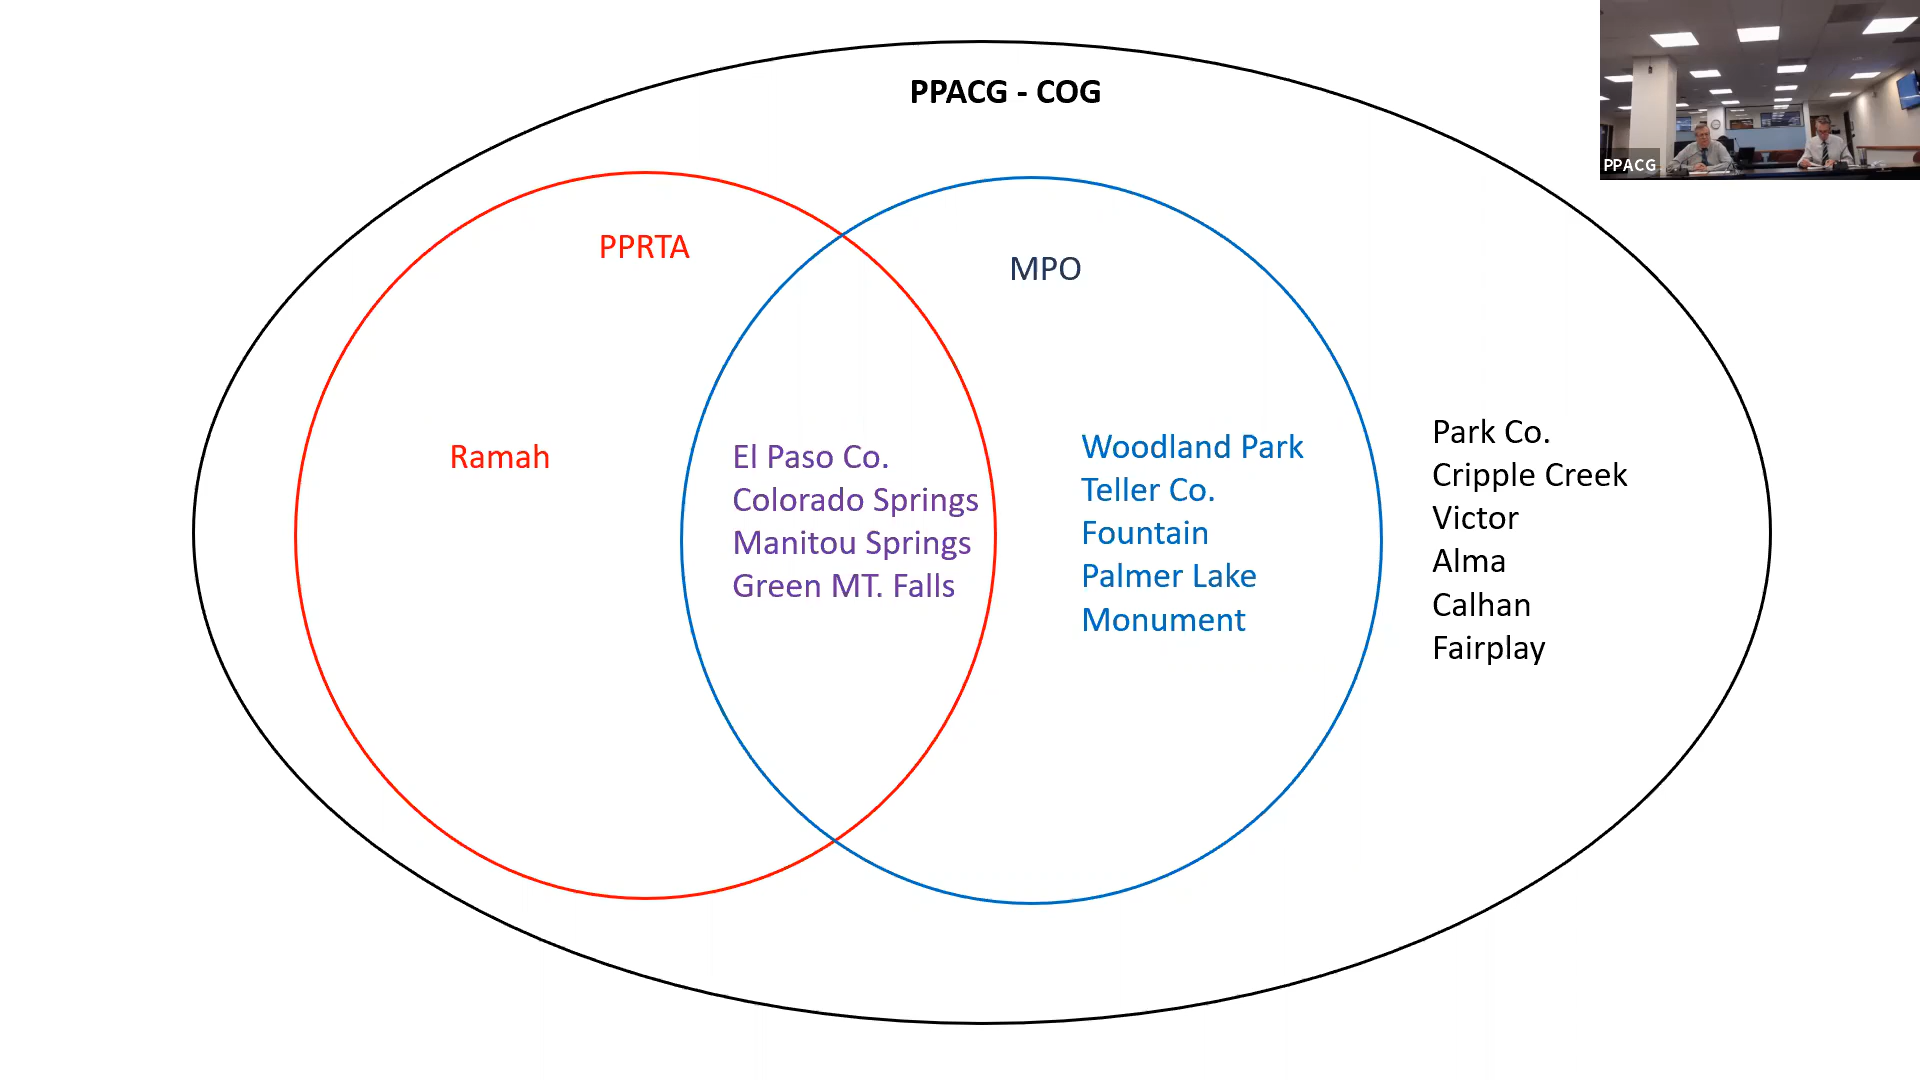 PPACG - COG
PPACG
PPRTA
MPO
Ramah
El Paso Co.
Colorado Springs
Manitou Springs
Green MT. Falls
Woodland Park
Teller Co.
Fountain
Palmer Lake
Monument
Park Co.
Cripple Creek
Victor
Alma
Calhan
Fairplay